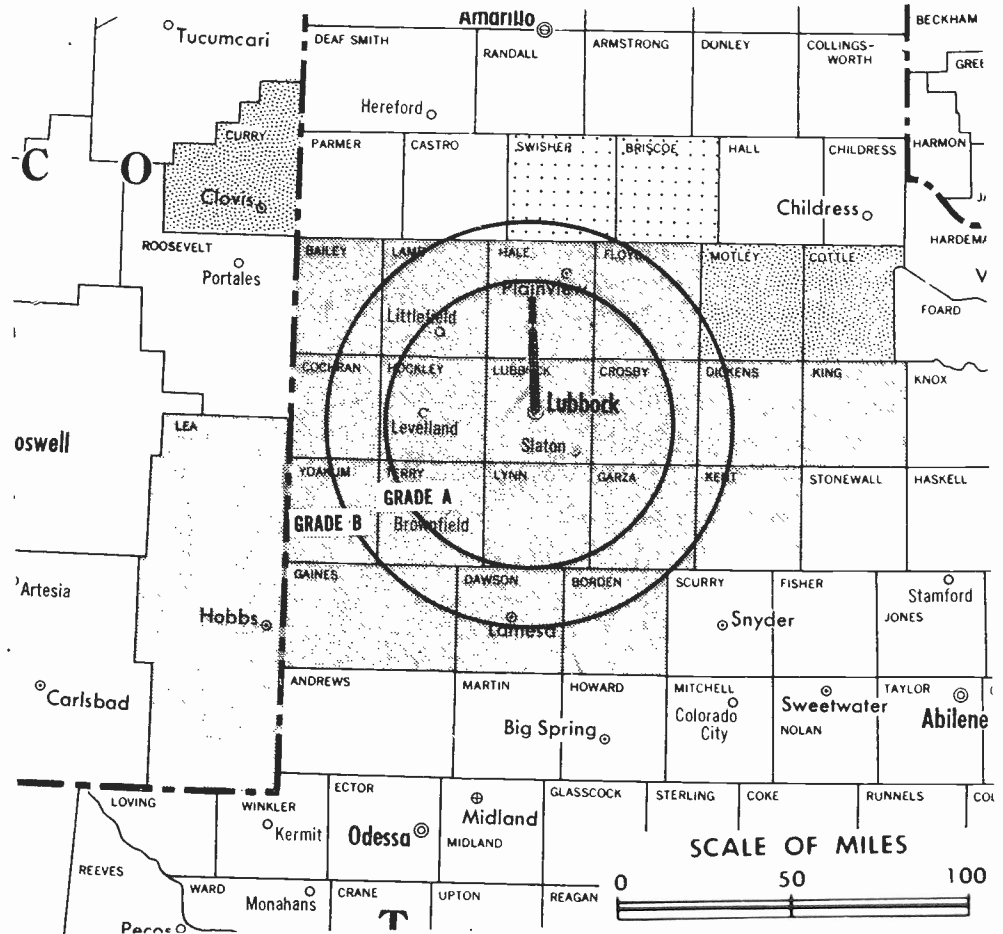 Amarillo
BECKHAM
Tucumcari
DEAF SMITH
RANDALL
ARMSTRONG
DONLEY
COLLINGS-
WORTH
Hereford
CURRY
PARMER
CASTRO
SWISHER
BRISCOE
HALL
CHILDRESS
HARMON
C O
Clovis
Childress
ROOSEVELT
Portales
BAILEY
HALE
FLOYD
MOTLEY
COTTLE
Plainview
Littlefield
FOARD
COCHRAN
HOCKLEY
LUBBOCK
CROSBY
DICKENS
KING
KNOX
Lubbock
Levelland
Slaton
LEA
oswell
YOAKUM
TERRY
LYNN
GARZA
KENT
STONEWALL
HASKELL
GRADE A
GRADE B
Brownfield
GAINES
DAWSON
BORDEN
SCURRY
FISHER
Stamford
JONES
Artesia
Hobbs
Lamesa
Snyder
ANDREWS
MARTIN
HOWARD
MITCHELL
TAYLOR
Carlsbad
Colorado
City
Sweetwater
NOLAN
Abilene
Big Spring
LOVING
WINKLER
ECTOR
GLASSCOCK
STERLING
COKE
RUNNELS
Kermit
Odessa
Midland
MIDLAND
SCALE OF MILES
0 50 100
REEVES
WARD
Monahans
CRANE
UPTON
REAGAN
T
Pecos